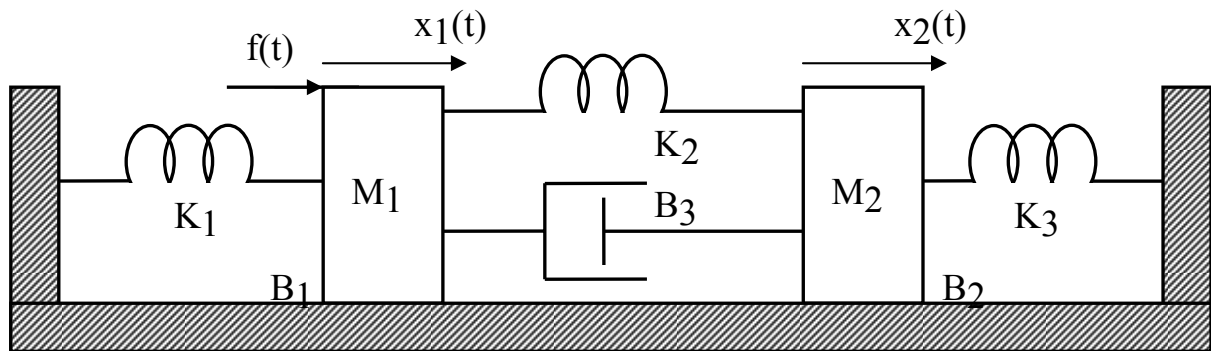 x1(t)
x2(t)
f(t)
K2
M1
B3
M2
K1
K3
B1
B2